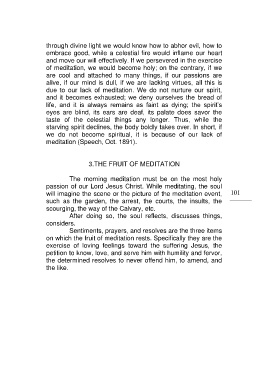 through divine light we would know how to abhor evil, how to
embrace good, while a celestial fire would inflame our heart
and move our will effectively. If we persevered in the exercise
of meditation, we would become holy; on the contrary, if we
are cool and attached to many things, if our passions are
alive, if our mind is dull, if we are lacking virtues, all this is
due to our lack of meditation. We do not nurture our spirit,
and it becomes exhausted; we deny ourselves the bread of
life, and it is always remains as faint as dying; the spirit's
eyes are blind, its ears are deaf, its palate does savor the
taste of the celestial things any longer. Thus, while the
starving spirit declines, the body boldly takes over. In short, if
we do not become spiritual, it is because of our lack of
meditation (Speech, Oct. 1891).
3.THE FRUIT OF MEDITATION
The morning meditation must be on the most holy
passion of our Lord Jesus Christ. While meditating, the soul
will imagine the scene or the picture of the meditation event,
such as the garden, the arrest, the courts, the insults, the
scourging, the way of the Calvary, etc.
After doing so, the soul reflects, discusses things,
considers.
Sentiments, prayers, and resolves are the three items
on which the fruit of meditation rests. Specifically they are the
exercise of loving feelings toward the suffering Jesus, the
petition to know, love, and serve him with humility and fervor,
the determined resolves to never offend him, to amend, and
the like.
101